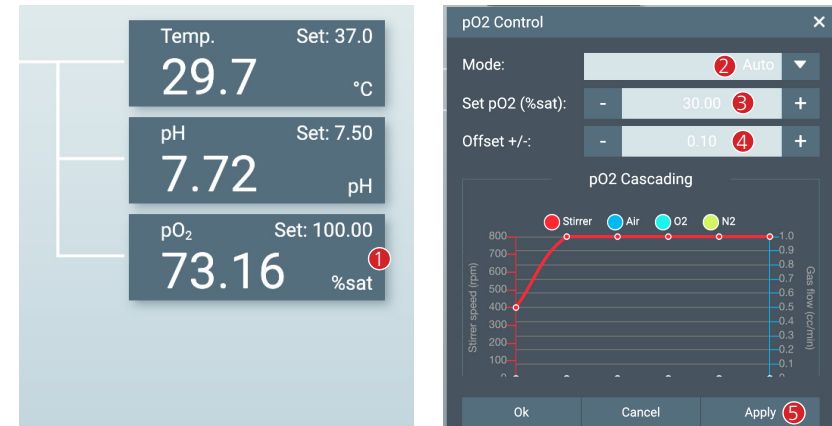 Temp. Set: 37.0
29.7 °C
pH Set: 7.50
7.72 pH
pO₂ Set: 100.00
1
73.16 %sat
pO2 Control ×
Mode: 2 Auto
Set pO2 (%sat): - 30.00 3 +
Offset +/-: - 0.10 4 +
pO2 Cascading
Stirrer Air O2 N2
Stirrer speed (rpm)
800
700
600
500
400
300
200
100
0
1.0
0.9
0.8
0.7
0.6
0.5
0.4
0.3
0.2
0.1
0
Gas flow (cc/min)
Ok Cancel Apply 5